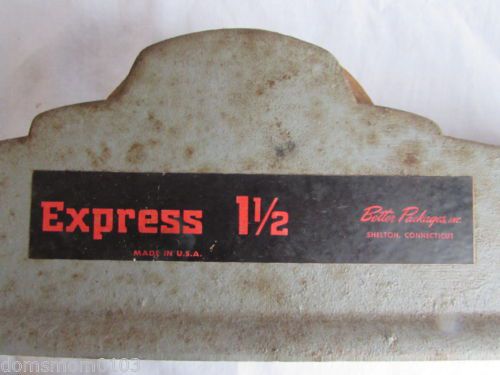 Express 1½
MADE IN U.S.A.
Better Packages, inc.
SHELTON, CONNECTICUT
domsmom0103